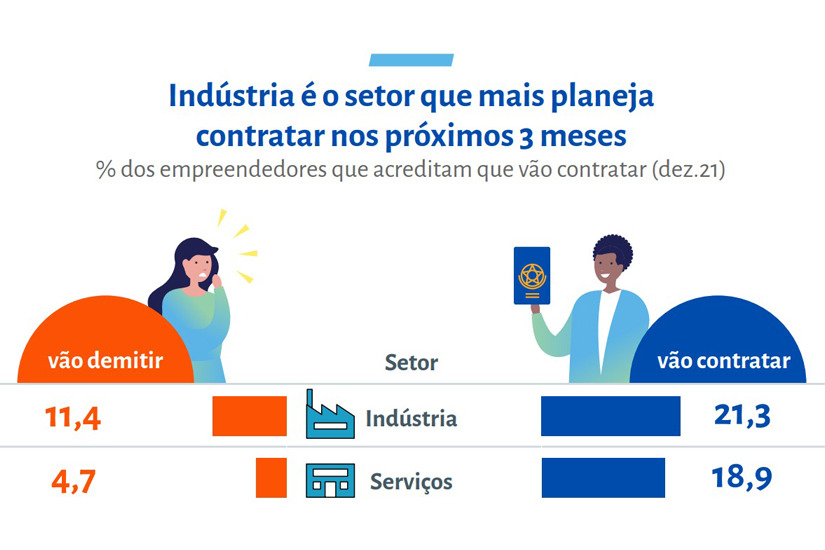 Indústria é o setor que mais planeja
contratar nos próximos 3 meses
% dos empreendedores que acreditam que vão contratar (dez.21)
vão demitir
Setor
vão contratar
11,4
Indústria
21,3
4,7
Serviços
18,9